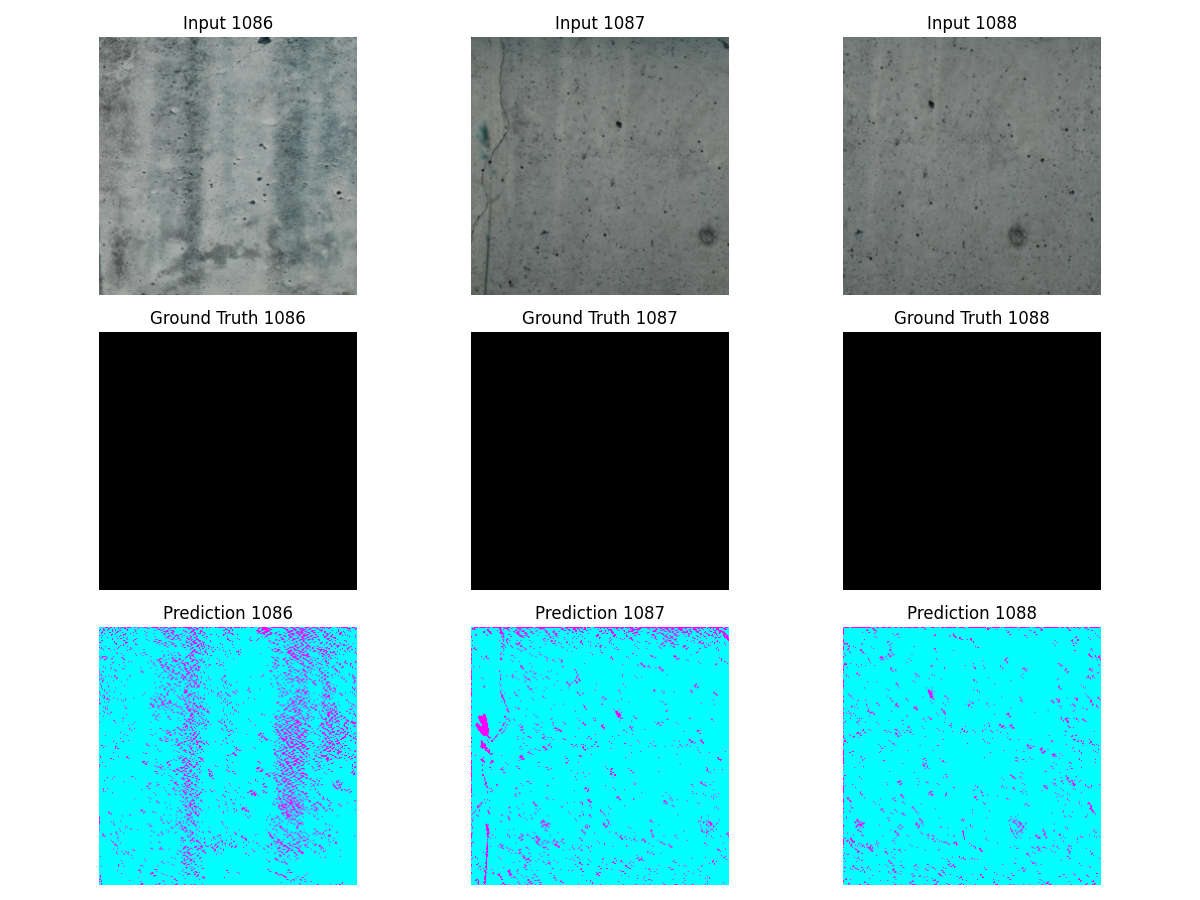 Input 1086
Input 1087
Input 1088
Ground Truth 1086
Ground Truth 1087
Ground Truth 1088
Prediction 1086
Prediction 1087
Prediction 1088